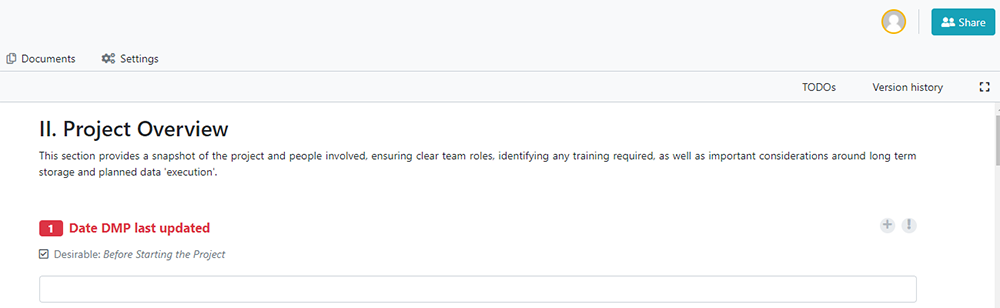 Share
Documents Settings
TODOs Version history
II. Project Overview
This section provides a snapshot of the project and people involved, ensuring clear team roles, identifying any training required, as well as important considerations around long term
storage and planned data 'execution'.
1 Date DMP last updated
Desirable: Before Starting the Project